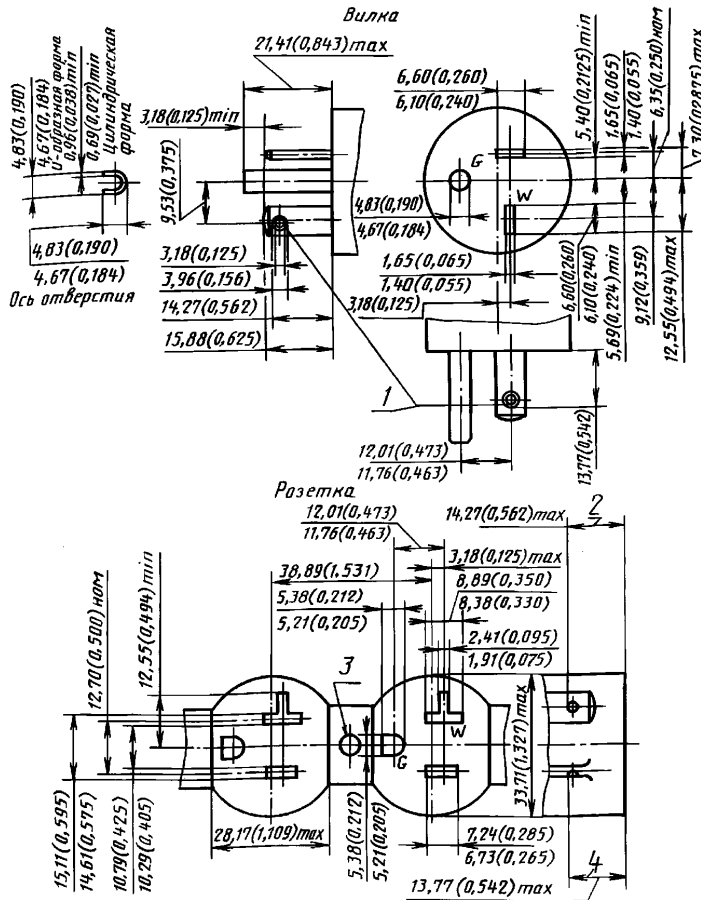 Вилка
21,41(0,843)max
3,18(0,125)min
9,53(0,375)
4,83(0,190)
4,67(0,184)
U-образная форма
0,96(0,038)min
0,69(0,027)min
Цилиндрическая
форма
4,83(0,190)
4,67(0,184)
Ось отверстия
3,18(0,125)
3,96(0,156)
14,27(0,562)
15,88(0,625)
6,60(0,260)
6,10(0,240)
G
W
4,83(0,190)
4,67(0,184)
1,65(0,065)
1,40(0,055)
3,18(0,125)
5,40(0,2125)min
1,65(0,065)
1,40(0,055)
6,35(0,250)ном
7,30(02875)max
6,60(0,260)
6,10(0,240)
5,69(0,224)min
9,12(0,359)
12,55(0,494)max
1
13,77(0,542)
12,01(0,473)
11,76(0,463)
Розетка
12,01(0,473)
11,76(0,463)
14,27(0,562)max
2
38,89(1,531)
3,18(0,125)max
5,38(0,212)
5,21(0,205)
8,89(0,350)
8,38(0,330)
2,41(0,095)
1,91(0,075)
12,70(0,500)ном
12,55(0,494)min
3
W
G
33,71(1,327)max
15,11(0,595)
14,61(0,575)
10,79(0,425)
10,29(0,405)
28,17(1,109)max
5,38(0,212)
5,21(0,205)
7,24(0,285)
6,73(0,265)
4
13,77(0,542)max